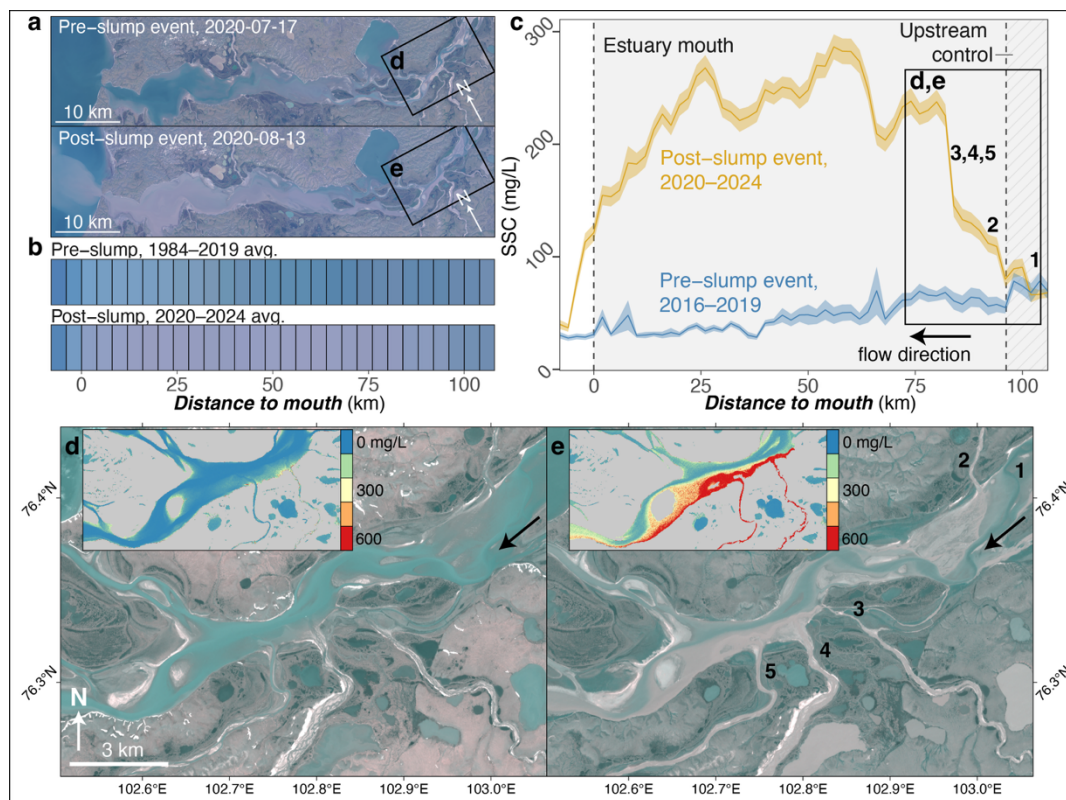 a
Pre-slump event, 2020-07-17
d
N
10 km
Post-slump event, 2020-08-13
e
N
10 km
b
Pre-slump, 1984–2019 avg.
Post-slump, 2020–2024 avg.
0 25 50 75 100
Distance to mouth (km)
c
300
200
100
0
SSC (mg/L)
Estuary mouth
Upstream
control
d,e
3,4,5
2
1
Post-slump event,
2020–2024
Pre-slump event,
2016–2019
flow direction
0 25 50 75 100
Distance to mouth (km)
d
0 mg/L
300
600
76.4°N
76.3°N
N
3 km
102.6°E 102.7°E 102.8°E 102.9°E 103.0°E
e
0 mg/L
300
600
2
1
3
4
5
76.4°N
76.3°N
102.6°E 102.7°E 102.8°E 102.9°E 103.0°E